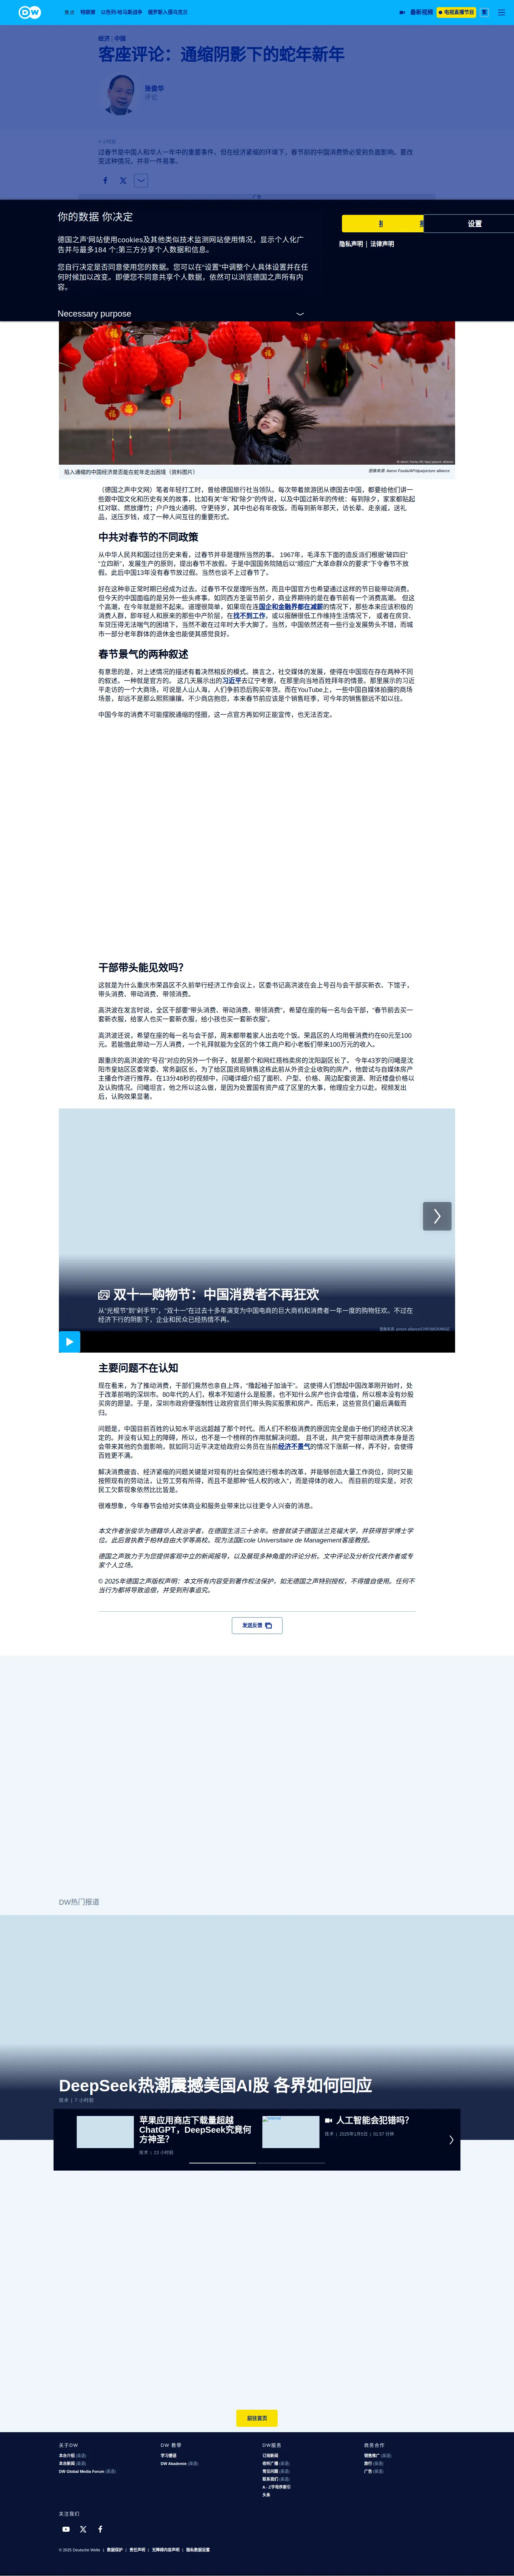 焦点 特朗普 以色列-哈马斯战争 俄罗斯入侵乌克兰
最新视频 电视直播节目
经济 | 中国
客座评论：通缩阴影下的蛇年新年
张俊华
评论
过春节是中国人和华人一年中的重要事件。但在经济紧缩的环境下，春节前的中国消费势必受到负面影响。要改
变这种情况，并非一件易事。
广告
你的数据 你决定
德国之声'网站使用cookies及其他类似技术监测网站使用情况，显示个人化广
告并与最多184 个;第三方分享个人数据和信息。
您自行决定是否同意使用您的数据。您可以在"设置"中调整个人具体设置并在任
何时候加以改变。即便您不同意共享个人数据，依然可以浏览德国之声所有内
容。
Necessary purpose
设置
隐私声明 | 法律声明
陷入通缩的中国经济是否能在蛇年走出困境（资料图片）
图像来源: Aaron Favila/AP/dpa/picture alliance
（德国之声中文网）笔者年轻打工时，曾给德国旅行社当领队，每次带着旅游团从德国去中国，都要给他们讲一
些跟中国文化和历史有关的故事，比如有关"年"和"除夕"的传说，以及中国过新年的传统：每到除夕，家家都贴起
红对联、燃放爆竹；户户烛火通明、守更待岁，其中也必有年夜饭。而每到新年那天，访长辈、走亲戚，送礼
品，送压岁钱，成了一种人间互往的重要形式。
中共对春节的不同政策
从中华人民共和国过往历史来看，过春节并非是理所当然的事。 1967年，毛泽东下面的造反派们根据"破四旧"
"立四新"，发展生产的原则，提出春节不放假。于是中国国务院随后以"顺应广大革命群众的要求"下令春节不放
假。此后中国13年没有春节放过假。当然也谈不上过春节了。
好在这种非正常时期已经成为过去。过春节不仅是理所当然，而且中国官方也希望通过这样的节日能带动消费。
但今天的中国面临的是另外一些头疼事。如同西方圣诞节前夕，商业界期待的是在春节前有一个消费高潮。但这
个高潮，在今年就是掀不起来。道理很简单，如果现在连国企和金融界都在减薪的情况下，那些本来应该积极的
消费人群，即年轻人和原来的那些中产阶层，在找不到工作，或以报酬很低工作维持生活情况下， 或者在房贷、
车贷压得无法喘气的困境下，当然不敢在过年时大手大脚了。当然，中国依然还有一些行业发展势头不错，而城
市一部分老年群体的退休金也能使其感觉良好。
春节景气的两种叙述
有意思的是，对上述情况的描述有着决然相反的模式。换言之，社交媒体的发展，使得在中国现在存在两种不同
的叙述。一种就是官方的。 这几天展示出的习近平去辽宁考察，在那里向当地百姓拜年的情景。那里展示的习近
平走访的一个大商场，可说是人山人海，人们争前恐后购买年货。而在YouTube上，一些中国自媒体拍摄的商场
场景，却远不是那么熙熙攘攘。不少商店抱怨，本来春节前应该是个销售旺季，可今年的销售额远不如以往。
中国今年的消费不可能摆脱通缩的怪圈，这一点官方再如何正能宣传，也无法否定。
干部带头能见效吗？
这就是为什么重庆市荣昌区不久前举行经济工作会议上，区委书记高洪波在会上号召与会干部买新衣、下馆子，
带头消费、带动消费、带领消费。
高洪波在发言时说，全区干部要"带头消费、带动消费、带领消费"，希望在座的每一名与会干部，"春节前去买一
套新衣服，给家人也买一套新衣服，给小孩也买一套新衣服"。
高洪波还说，希望在座的每一名与会干部，周末都带着家人出去吃个饭。荣昌区的人均用餐消费约在60元至100
元。若能借此带动一万人消费，一个礼拜就能为全区的个体工商户和小老板们带来100万元的收入。
跟重庆的高洪波的"号召"对应的另外一个例子，就是那个和网红搭档卖房的沈阳副区长了， 今年43岁的闫曦是沈
阳市皇姑区区委常委、常务副区长，为了给区国资局销售这栋此前从外资企业收购的房产，他尝试与自媒体房产
主播合作进行推荐。在13分48秒的视频中，闫曦详细介绍了面积、户型、价格、周边配套资源、附近楼盘价格以
及认购情况。闫曦坦言，他之所以这么做，是因为处置国有资产成了区里的大事，他理应全力以赴。视频发出
后，认购效果显著。
双十一购物节：中国消费者不再狂欢
从"光棍节"到"剁手节"，"双十一"在过去十多年演变为中国电商的巨大商机和消费者一年一度的购物狂欢。不过在
经济下行的阴影下，企业和民众已经热情不再。
图像来源: picture alliance/CHROMORANGE
主要问题不在认知
现在看来，为了推动消费，干部们竟然也亲自上阵，"撸起袖子加油干"。 这使得人们想起中国改革刚开始时，处
于改革前哨的深圳市。80年代的人们，根本不知道什么是股票，也不知什么房产也许会增值，所以根本没有炒股
买房的愿望。于是，深圳市政府便强制性让政府官员们带头购买股票和房产。而后来，这些官员们最后满载而
归。
问题是，中国目前百姓的认知水平远远超越了那个时代。而人们不积极消费的原因完全是由于他们的经济状况决
定的。并没有认知上的障碍，所以，也不是一个榜样的作用就能解决问题。 且不说，共产党干部带动消费本身是否
会带来其他的负面影响，就如同习近平决定给政府公务员在当前经济不景气的情况下涨薪一样，弄不好，会使得
百姓更不满。
解决消费疲沓、经济紧缩的问题关键是对现有的社会保险进行根本的改革，并能够创造大量工作岗位，同时又能
按照现有的劳动法，让劳工劳有所得，而且不是那种"低人权的收入"，而是得体的收入。 而目前的现实是，对农
民工欠薪现象依然比比皆是。
很难想象，今年春节会给对实体商业和服务业带来比以往更令人兴奋的消息。
本文作者张俊华为德籍华人政治学者，在德国生活三十余年。他曾就读于德国法兰克福大学，并获得哲学博士学
位。此后曾执教于柏林自由大学等高校。现为法国Ecole Universitaire de Management客座教授。
德国之声致力于为您提供客观中立的新闻报导，以及展现多种角度的评论分析。文中评论及分析仅代表作者或专
家个人立场。
© 2025年德国之声版权声明：本文所有内容受到著作权法保护，如无德国之声特别授权，不得擅自使用。任何不
当行为都将导致追偿，并受到刑事追究。
发送反馈
DW热门报道
DeepSeek热潮震撼美国AI股 各界如何回应
技术 | 7 小时前
苹果应用商店下载量超越
ChatGPT，DeepSeek究竟何
方神圣？
技术 | 23 小时前
人工智能会犯错吗？
技术 | 2025年1月5日 | 01:57 分钟
前往首页
关于DW
本台介绍 (英语)
本台新闻 (英语)
DW Global Media Forum (英语)
DW 教学
学习德语
DW Akademie (英语)
DW服务
订阅新闻
收听广播 (英语)
常见问题 (英语)
联系我们 (英语)
A - Z字母序索引
头条
商务合作
销售推广 (英语)
旅行 (英语)
广告 (英语)
关注我们
© 2025 Deutsche Welle | 数据保护 | 责任声明 | 无障碍内容声明 | 隐私数据设置